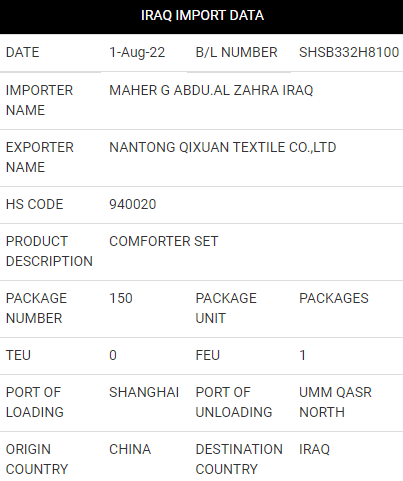 IRAQ IMPORT DATA
DATE 1-Aug-22 B/L NUMBER SHSB332H8100
IMPORTER NAME MAHER G ABDU.AL ZAHRA IRAQ
EXPORTER NAME NANTONG QIXUAN TEXTILE CO.,LTD
HS CODE 940020
PRODUCT DESCRIPTION COMFORTER SET
PACKAGE NUMBER 150 PACKAGE UNIT PACKAGES
TEU 0 FEU 1
PORT OF LOADING SHANGHAI PORT OF UNLOADING UMM QASR NORTH
ORIGIN COUNTRY CHINA DESTINATION COUNTRY IRAQ